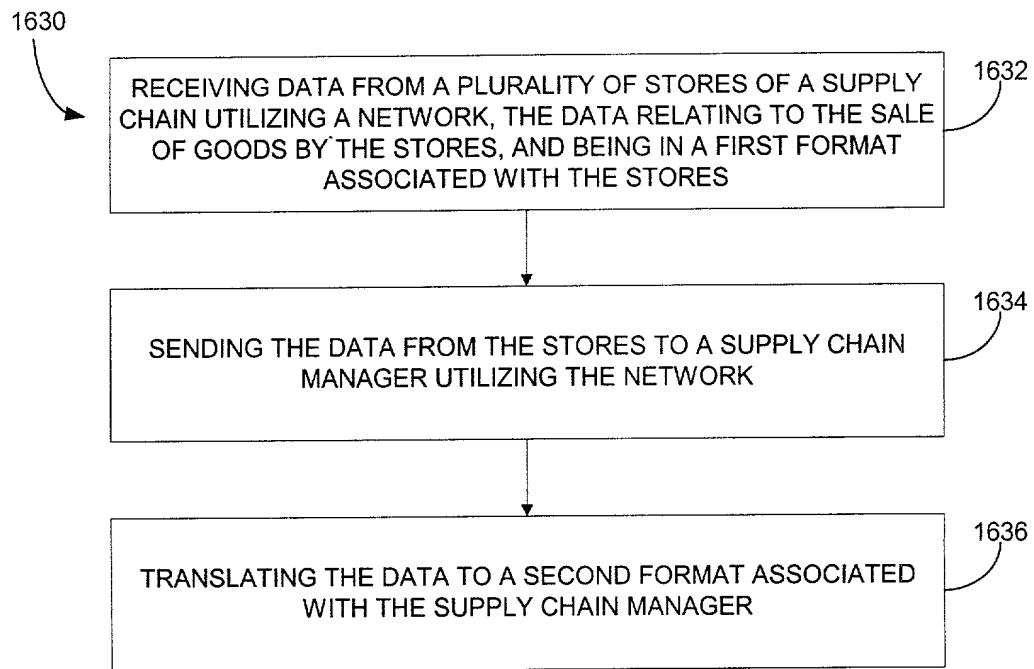 1630
1632
RECEIVING DATA FROM A PLURALITY OF STORES OF A SUPPLY
CHAIN UTILIZING A NETWORK, THE DATA RELATING TO THE SALE
OF GOODS BY THE STORES, AND BEING IN A FIRST FORMAT
ASSOCIATED WITH THE STORES
1634
SENDING THE DATA FROM THE STORES TO A SUPPLY CHAIN
MANAGER UTILIZING THE NETWORK
1636
TRANSLATING THE DATA TO A SECOND FORMAT ASSOCIATED
WITH THE SUPPLY CHAIN MANAGER